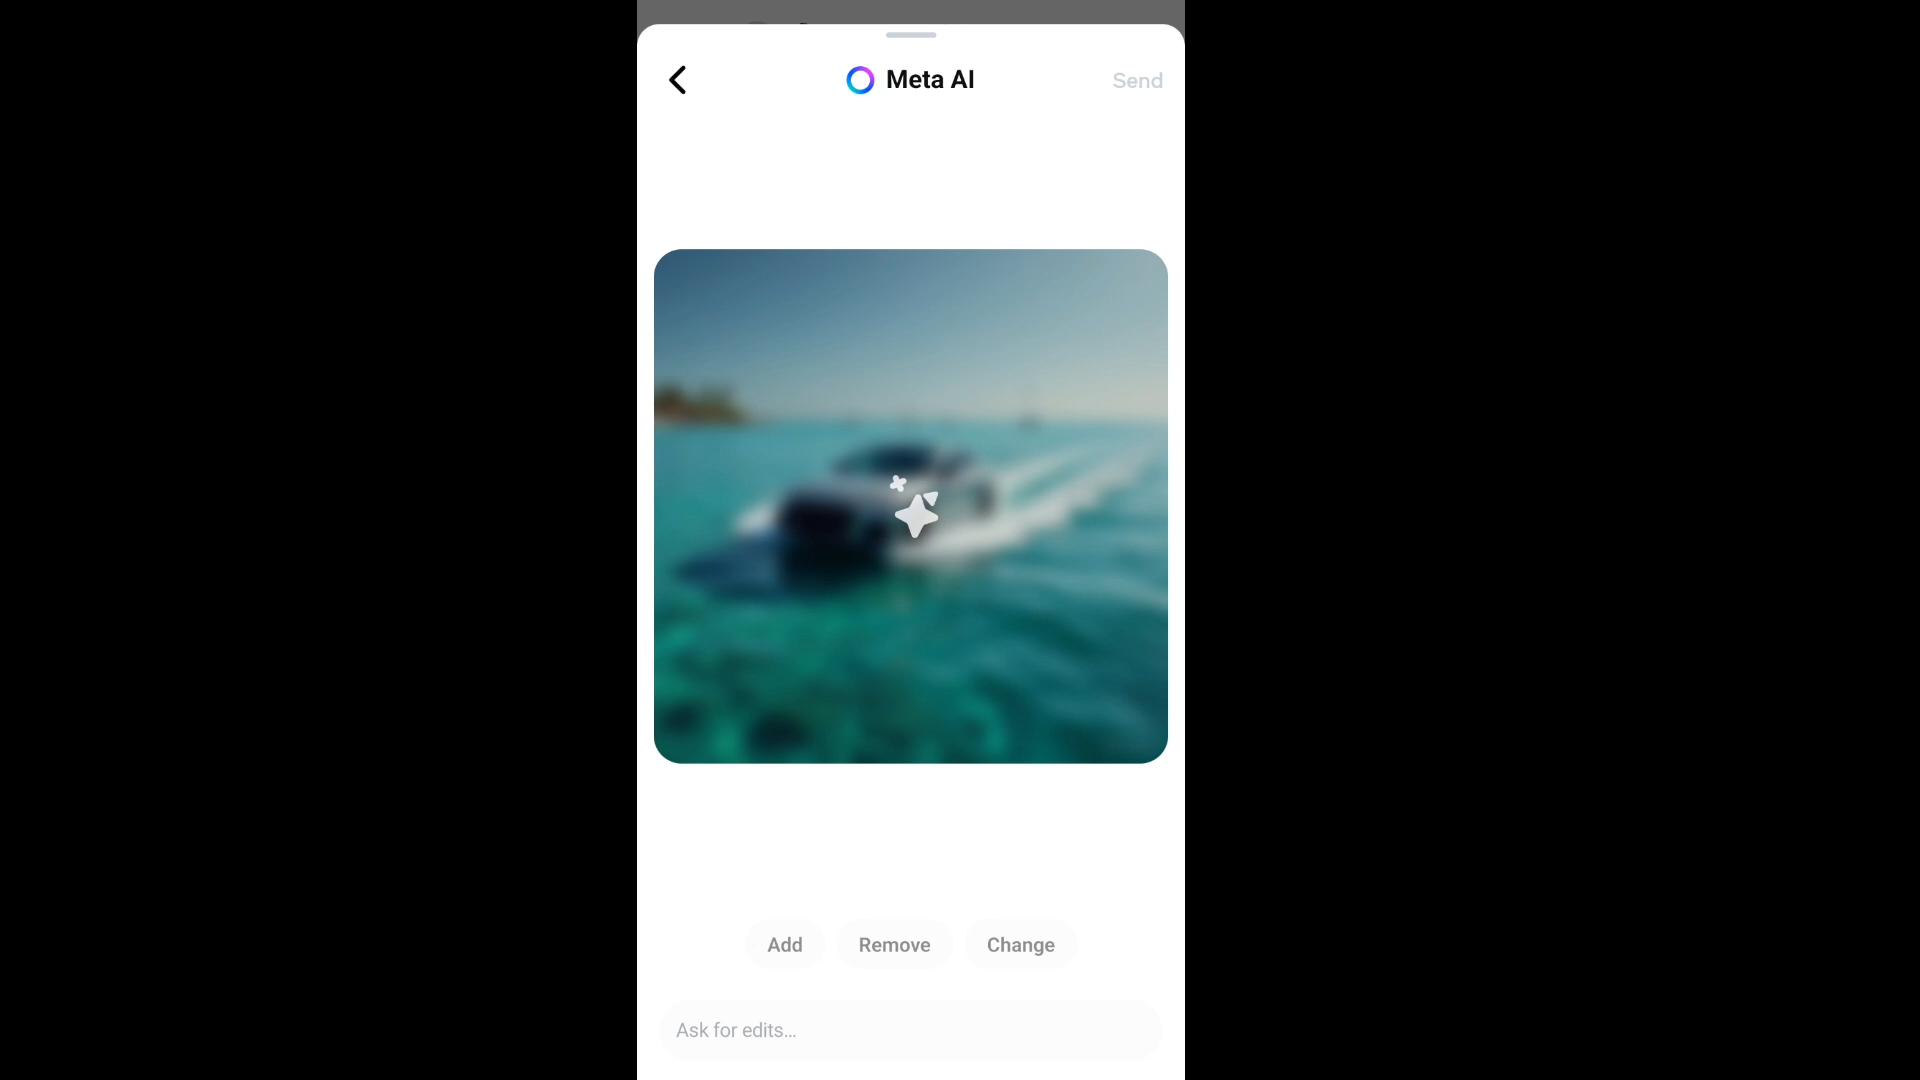 Meta AI
Send
Add
Remove
Change
Ask for edits...